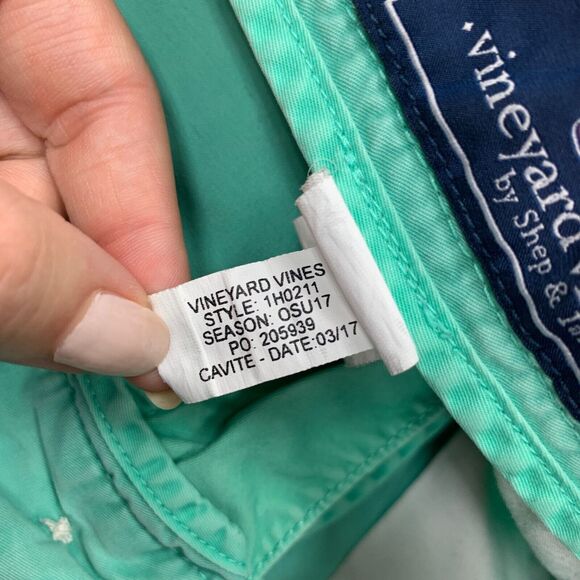 VINEYARD VINES
STYLE: 1H0211
SEASON: OSU17
PO: 205939
CAVITE - DATE:03/17
vineyard
by Shep &